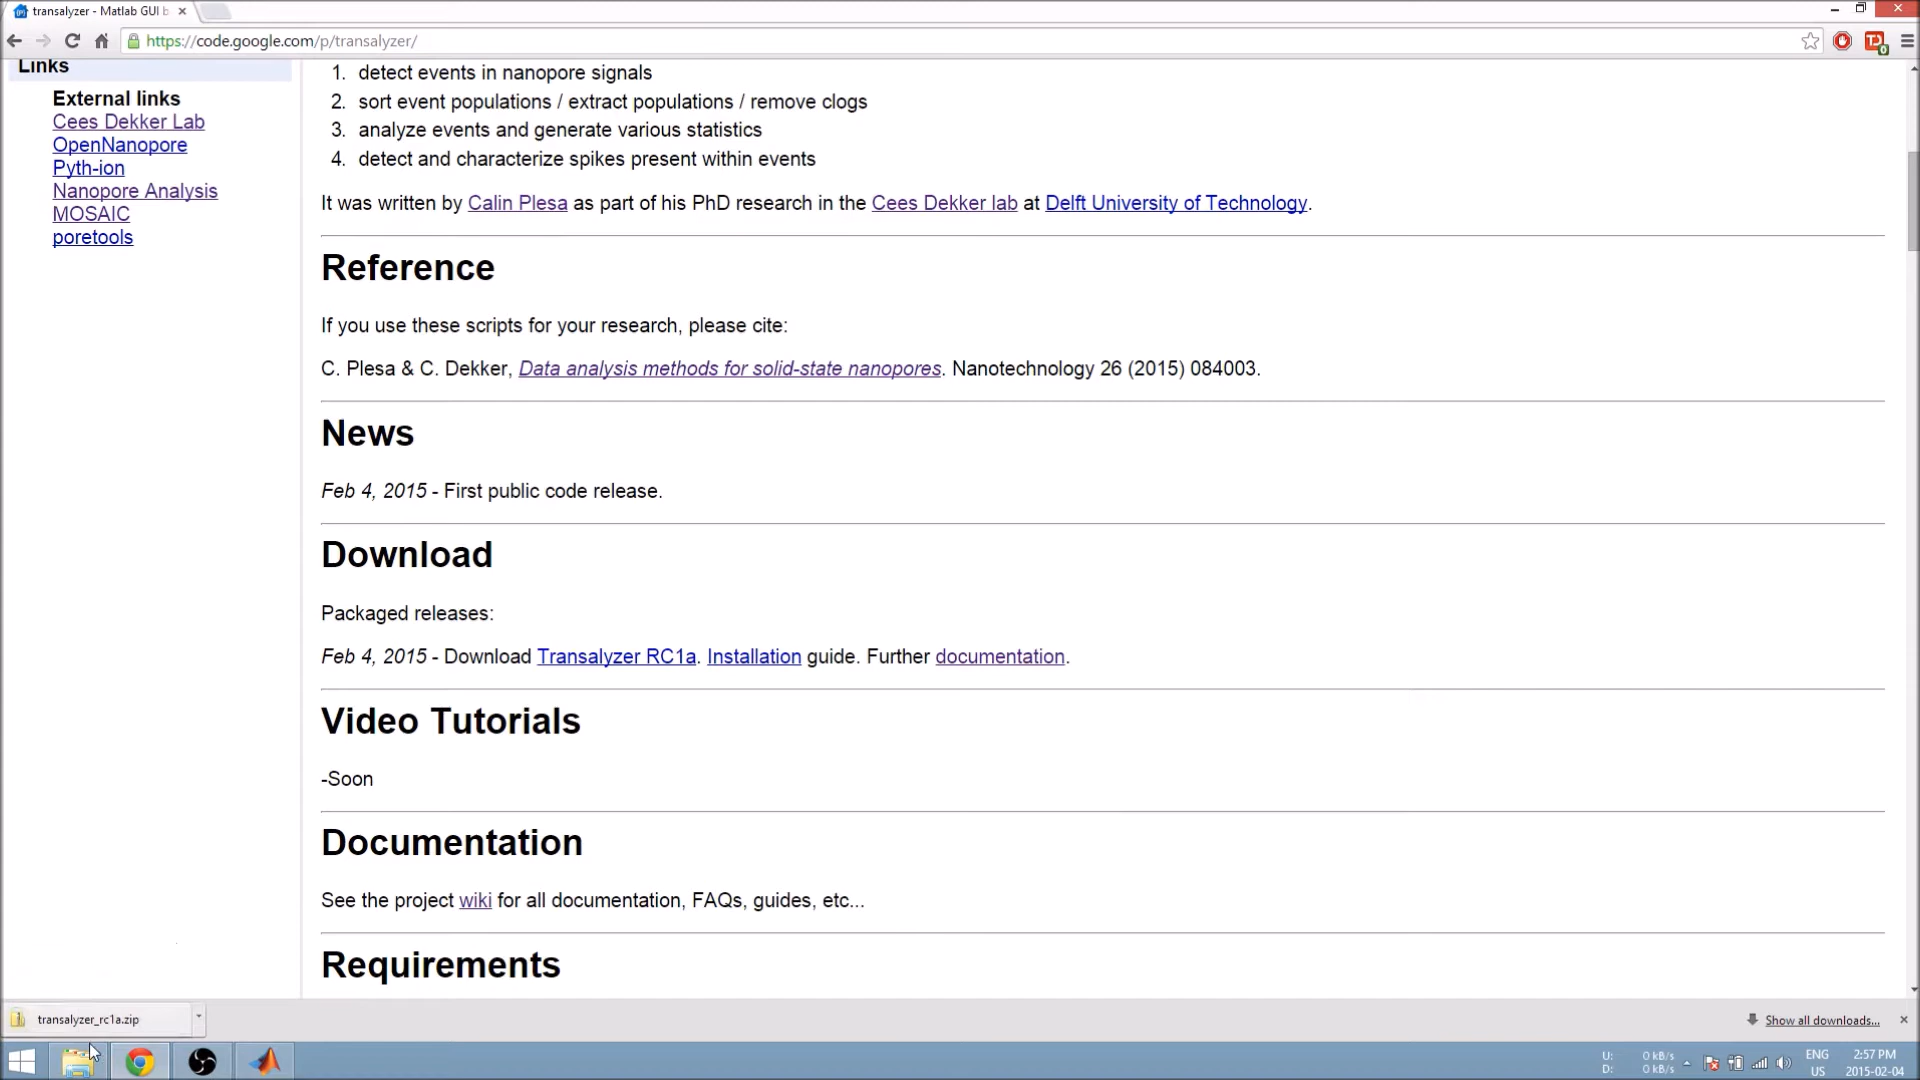 transalyzer - Matlab GUI b
https://code.google.com/p/transalyzer/
Links
External links
Cees Dekker Lab
OpenNanopore
Pyth-ion
Nanopore Analysis
MOSAIC
poretools
1. detect events in nanopore signals
2. sort event populations / extract populations / remove clogs
3. analyze events and generate various statistics
4. detect and characterize spikes present within events
It was written by Calin Plesa as part of his PhD research in the Cees Dekker lab at Delft University of Technology.
Reference
If you use these scripts for your research, please cite:
C. Plesa & C. Dekker, Data analysis methods for solid-state nanopores. Nanotechnology 26 (2015) 084003.
News
Feb 4, 2015 - First public code release.
Download
Packaged releases:
Feb 4, 2015 - Download Transalyzer RC1a. Installation guide. Further documentation.
Video Tutorials
-Soon
Documentation
See the project wiki for all documentation, FAQs, guides, etc...
Requirements
transalyzer_rc1a.zip
Show all downloads...
U: 0 kB/s
D: 0 kB/s
ENG
US
2:57 PM
2015-02-04